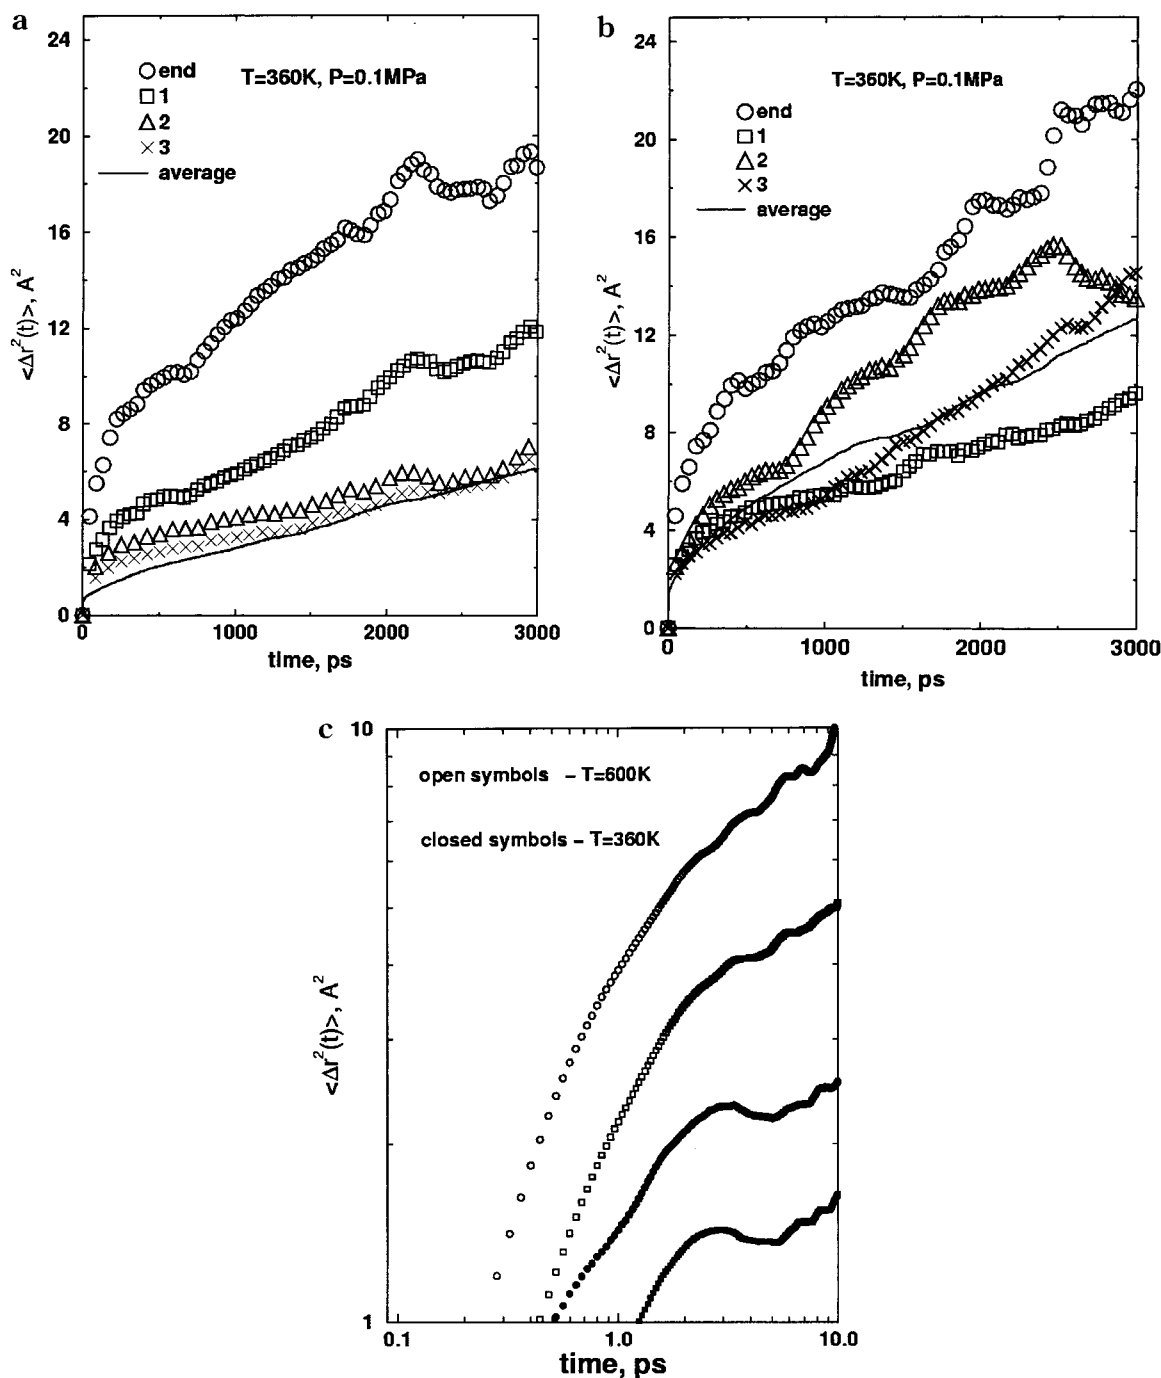 a
24
20
16
12
8
4
0
<Δr²(t)>, A²
T=360K, P=0.1MPa
end
1
2
3
average
0
1000
2000
3000
time, ps
b
24
20
16
12
8
4
0
<Δr²(t)>, A²
T=360K, P=0.1MPa
end
1
2
3
average
0
1000
2000
3000
time, ps
c
10
1
<Δr²(t)>, A²
open symbols – T=600K
closed symbols – T=360K
0.1
1.0
10.0
time, ps